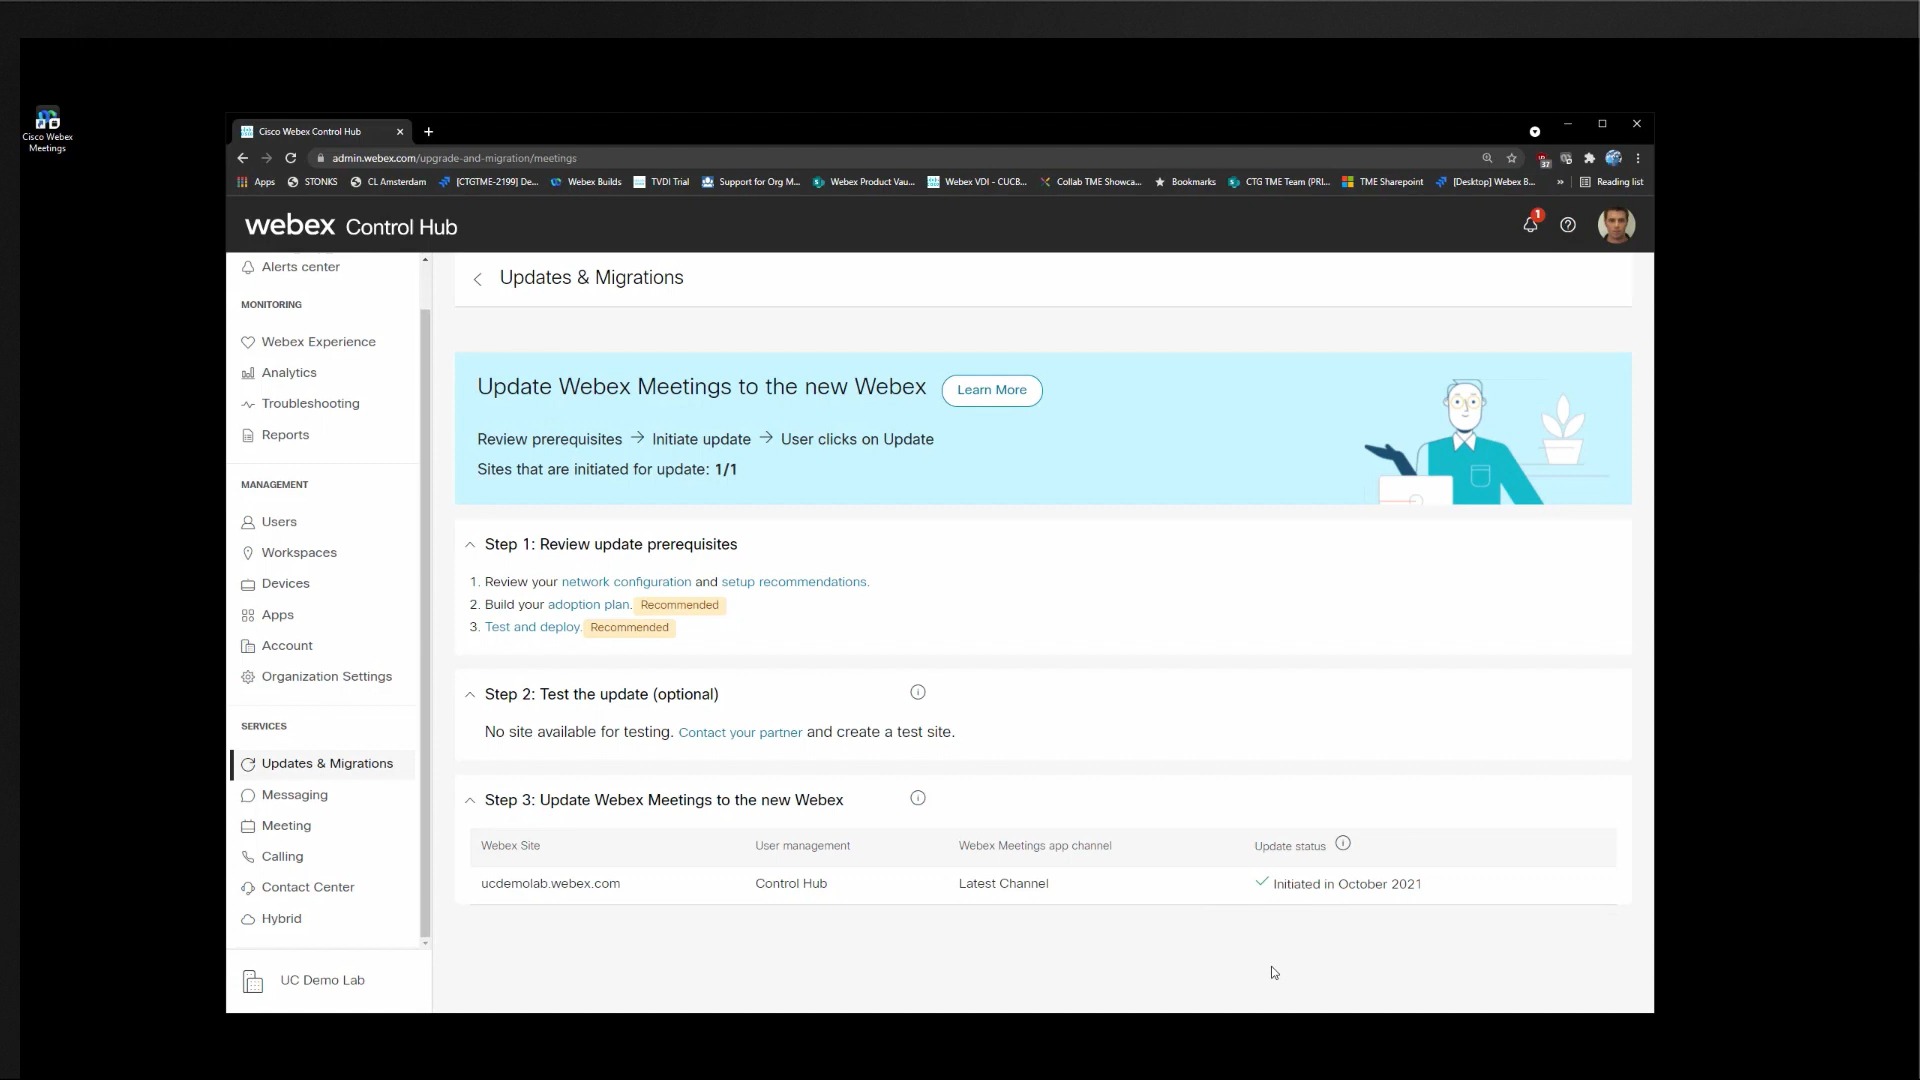 Cisco Webex
Meetings
Cisco Webex Control Hub
admin.webex.com/upgrade-and-migration/meetings
37
Apps STONKS CL Amsterdam [CTGTME-2199] De... Webex Builds TVDI Trial Support for Org M... Webex Product Vau... Webex VDI - CUCB... Collab TME Showca... Bookmarks CTG TME Team (PRI... TME Sharepoint [Desktop] Webex B... » Reading list
webex Control Hub
1
Alerts center
MONITORING
Webex Experience
Analytics
Troubleshooting
Reports
MANAGEMENT
Users
Workspaces
Devices
Apps
Account
Organization Settings
SERVICES
Updates & Migrations
Messaging
Meeting
Calling
Contact Center
Hybrid
UC Demo Lab
Updates & Migrations
Update Webex Meetings to the new Webex Learn More
Review prerequisites → Initiate update → User clicks on Update
Sites that are initiated for update: 1/1
Step 1: Review update prerequisites
1. Review your network configuration and setup recommendations.
2. Build your adoption plan. Recommended
3. Test and deploy. Recommended
Step 2: Test the update (optional)
No site available for testing. Contact your partner and create a test site.
Step 3: Update Webex Meetings to the new Webex
Webex Site User management Webex Meetings app channel Update status
ucdemolab.webex.com Control Hub Latest Channel Initiated in October 2021